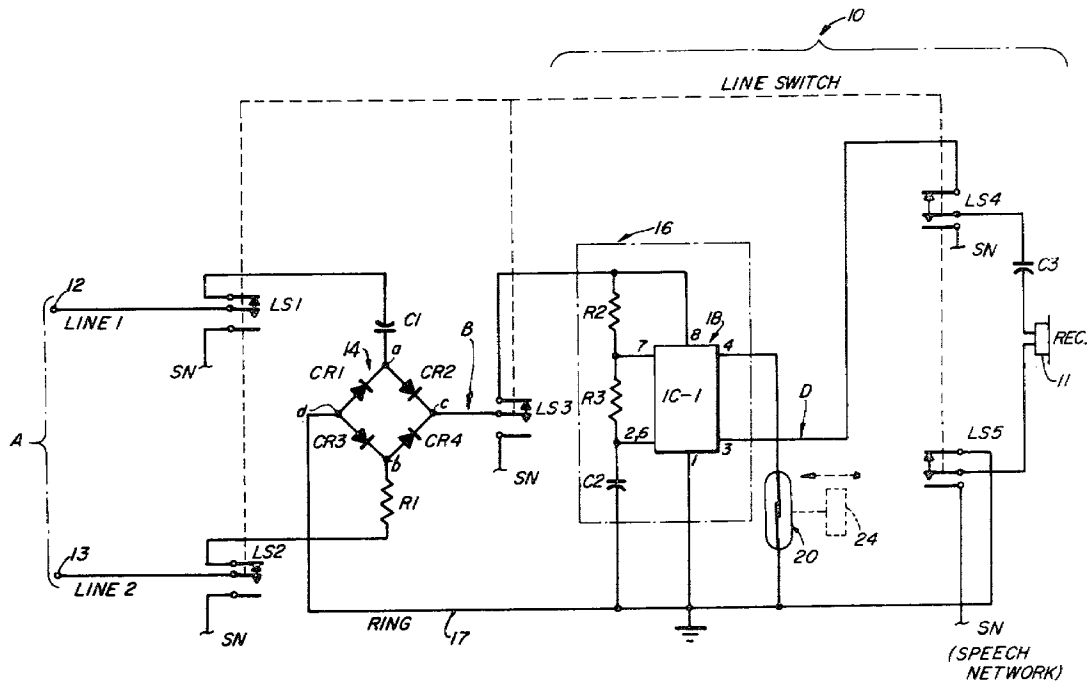 10
LINE SWITCH
LS4
SN
C3
REC.
11
16
12
LINE 1
LS1
SN
C1
14
a
CR1
CR2
d
c
B
CR3
CR4
b
R1
LS3
SN
R2
R3
C2
7
2,6
8
18
4
IC-1
1
3
D
20
24
LS5
A
13
LINE 2
LS2
SN
RING
17
SN
(SPEECH
NETWORK)